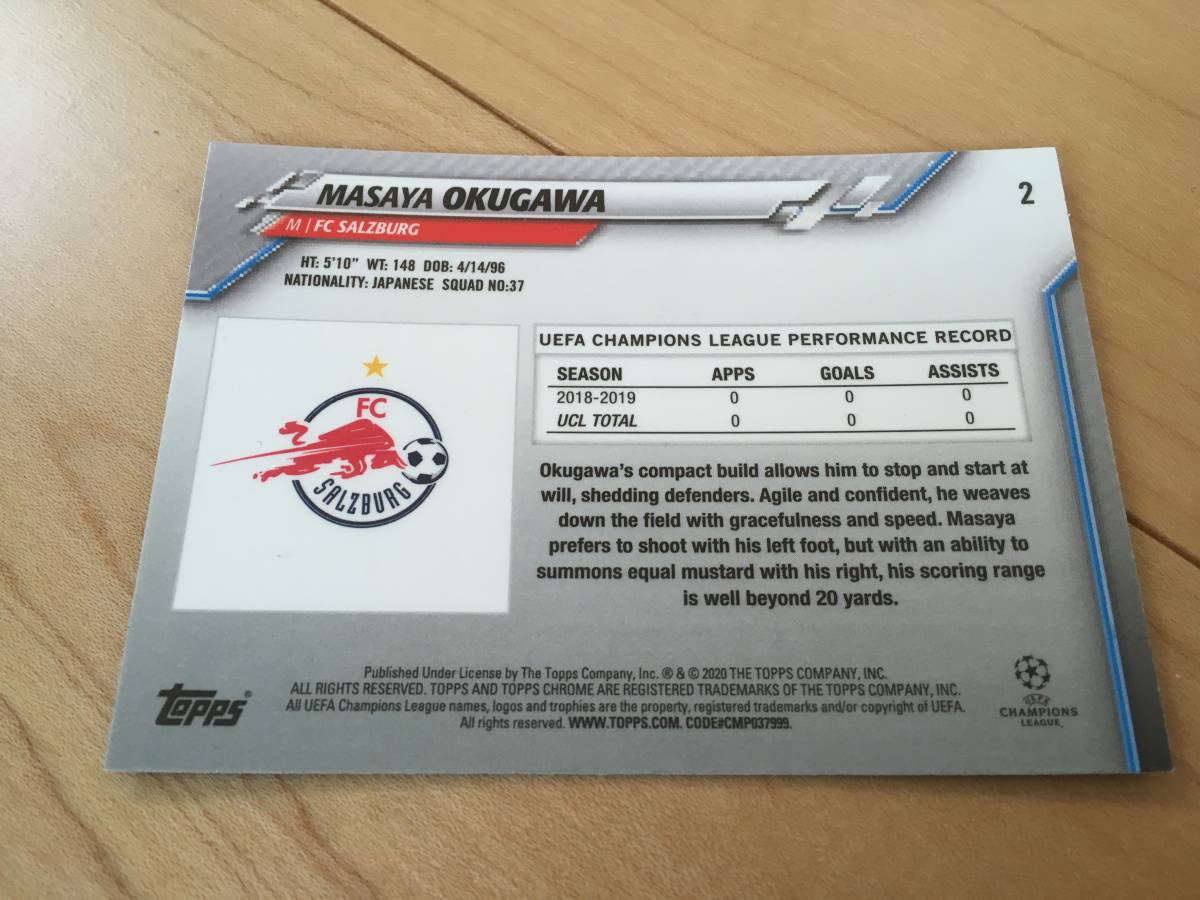 MASAYA OKUGAWA
2
M | FC SALZBURG
HT: 5'10" WT: 148 DOB: 4/14/96
NATIONALITY: JAPANESE SQUAD NO:37
FC
SALZBURG
UEFA CHAMPIONS LEAGUE PERFORMANCE RECORD
SEASON APPS GOALS ASSISTS
2018-2019 0 0 0
UCL TOTAL 0 0 0
Okugawa's compact build allows him to stop and start at
will, shedding defenders. Agile and confident, he weaves
down the field with gracefulness and speed. Masaya
prefers to shoot with his left foot, but with an ability to
summons equal mustard with his right, his scoring range
is well beyond 20 yards.
Published Under License by The Topps Company, Inc. ® & © 2020 THE TOPPS COMPANY, INC.
ALL RIGHTS RESERVED. TOPPS AND TOPPS CHROME ARE REGISTERED TRADEMARKS OF THE TOPPS COMPANY, INC.
All UEFA Champions League names, logos and trophies are the property, registered trademarks and/or copyright of UEFA.
All rights reserved. WWW.TOPPS.COM. CODE#CMP037999.
Topps®
UEFA
CHAMPIONS
LEAGUE